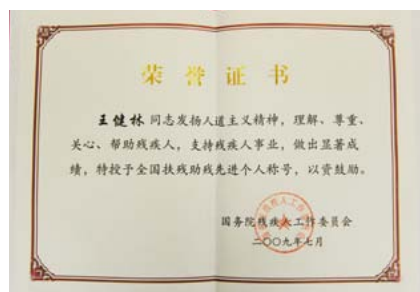 荣誉证书
王健林同志发扬人道主义精神，理解、尊重、
关心、帮助残疾人，支持残疾人事业，做出显著成
绩，特授予全国扶残助残先进个人称号，以资鼓励。
国务院残疾人工作委员会
二〇〇九年七月